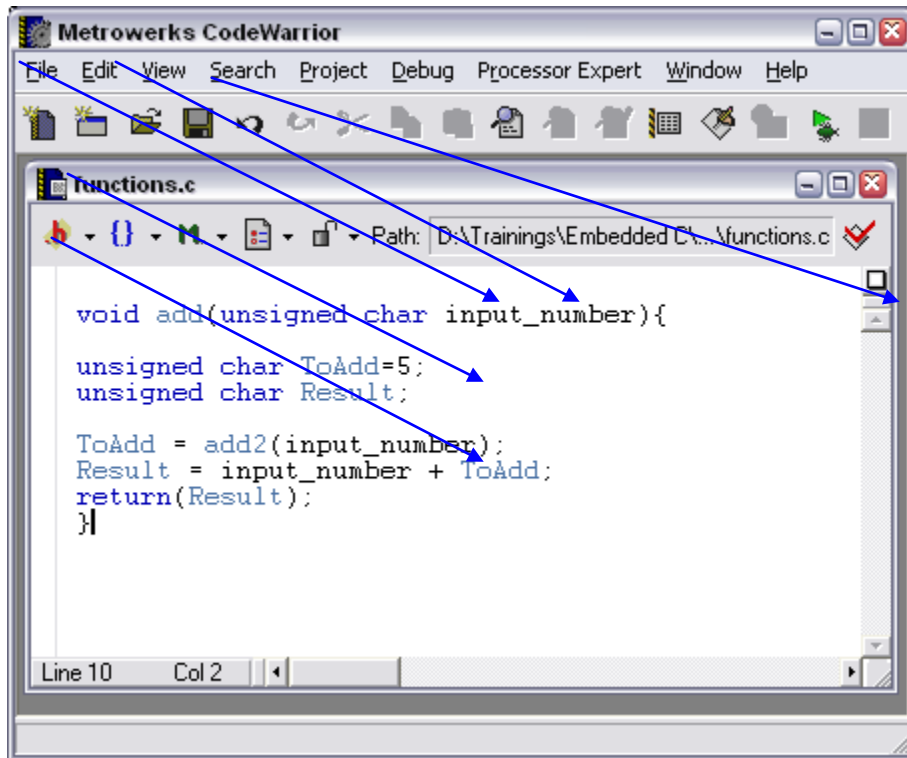 Metrowerks CodeWarrior
File Edit View Search Project Debug Processor Expert Window Help
functions.c
h {} M Path: D:\Trainings\Embedded C\...\functions.c
void add(unsigned char input_number){
unsigned char ToAdd=5;
unsigned char Result;
ToAdd = add2(input_number);
Result = input_number + ToAdd;
return(Result);
}
Line 10 Col 2